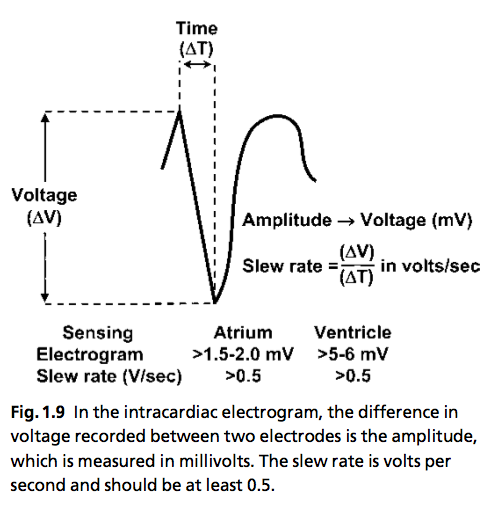 Time
(ΔT)
Voltage
(ΔV)
Amplitude → Voltage (mV)
Slew rate = (ΔV)/(ΔT) in volts/sec
Sensing Atrium Ventricle
Electrogram >1.5-2.0 mV >5-6 mV
Slew rate (V/sec) >0.5 >0.5
Fig. 1.9 In the intracardiac electrogram, the difference in
voltage recorded between two electrodes is the amplitude,
which is measured in millivolts. The slew rate is volts per
second and should be at least 0.5.